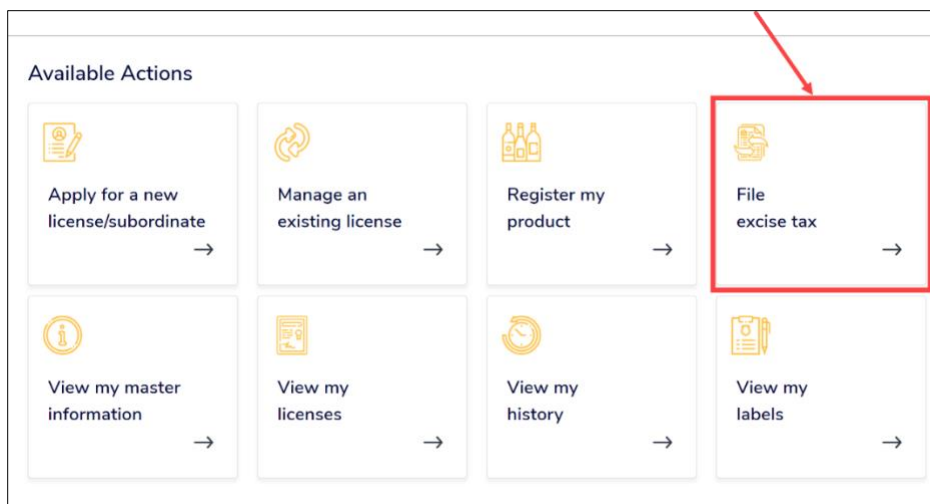 Available Actions
Apply for a new
license/subordinate
Manage an
existing license
Register my
product
File
excise tax
View my master
information
View my
licenses
View my
history
View my
labels